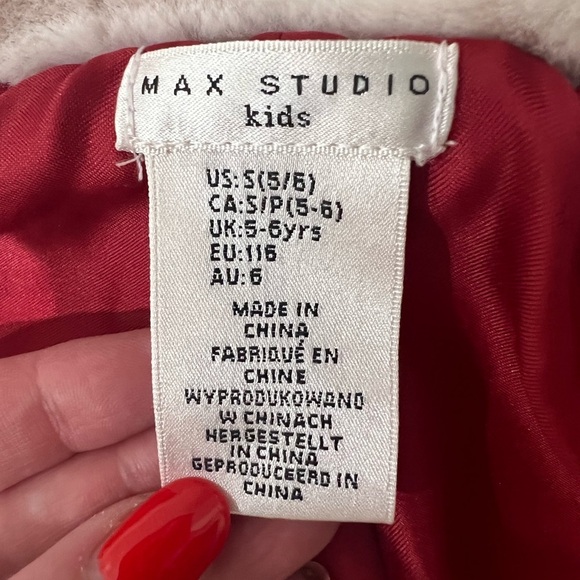 MAX STUDIO
kids
US:S(5/6)
CA:S/P(5-6)
UK:5-6yrs
EU:116
AU:6
MADE IN
CHINA
FABRIQUÉ EN
CHINE
WYPRODUKOWANO
W CHINACH
HERGESTELLT
IN CHINA
GEPRODUCEERD IN
CHINA